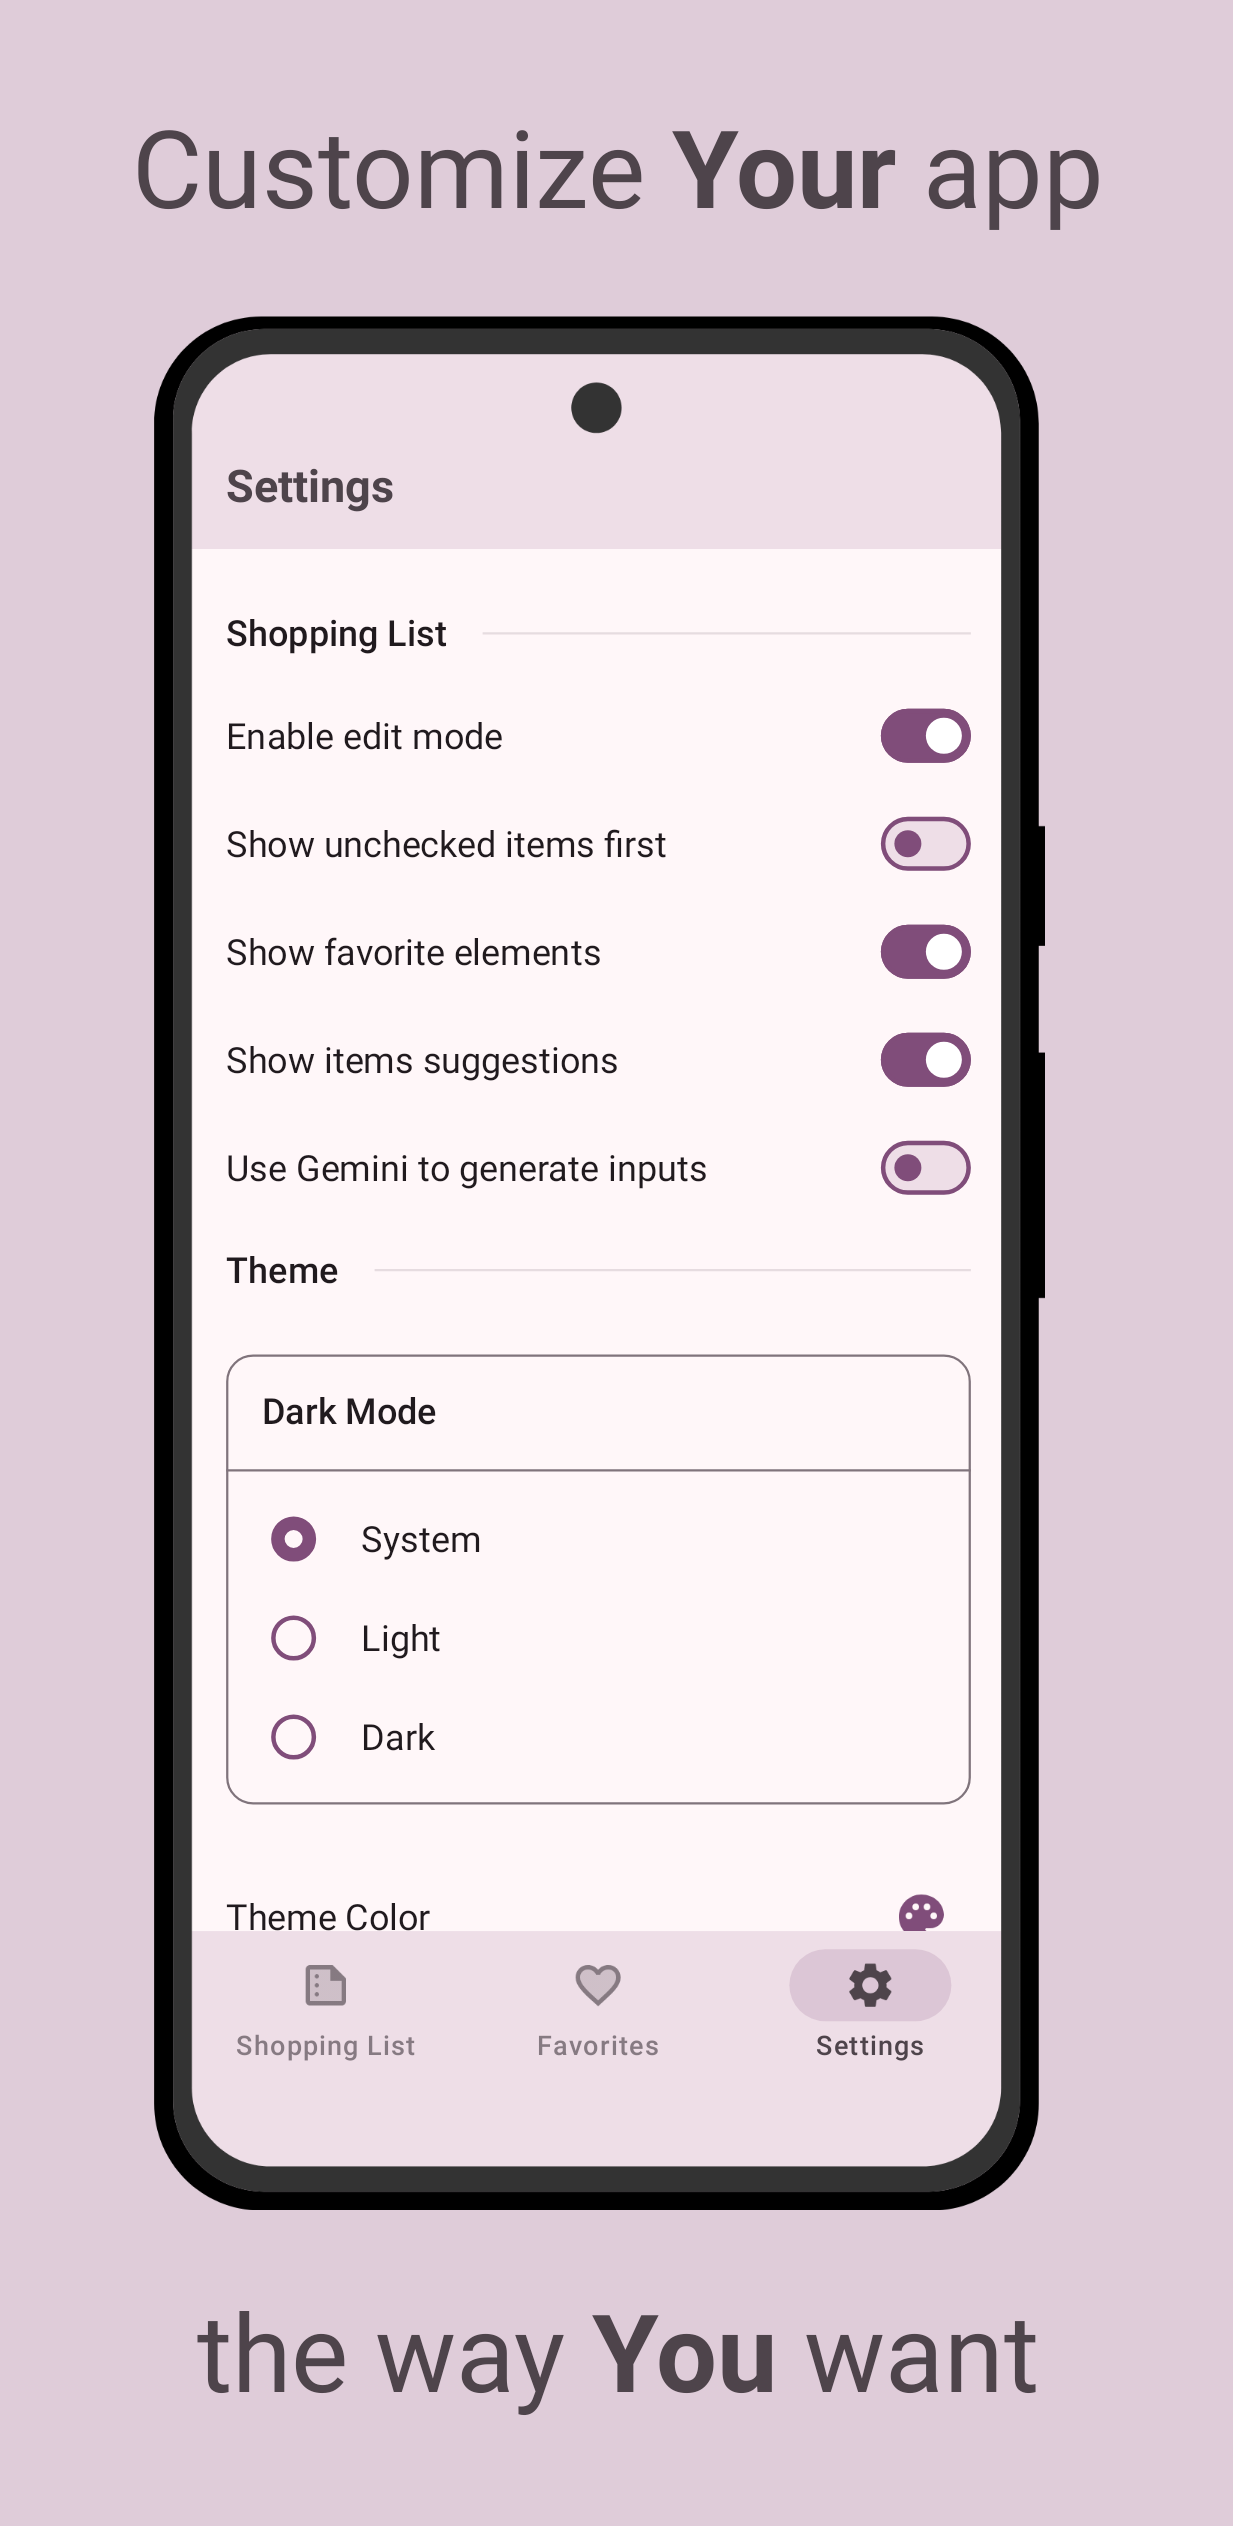 Customize Your app
Settings
Shopping List
Enable edit mode
Show unchecked items first
Show favorite elements
Show items suggestions
Use Gemini to generate inputs
Theme
Dark Mode
System
Light
Dark
Theme Color
Shopping List
Favorites
Settings
the way You want